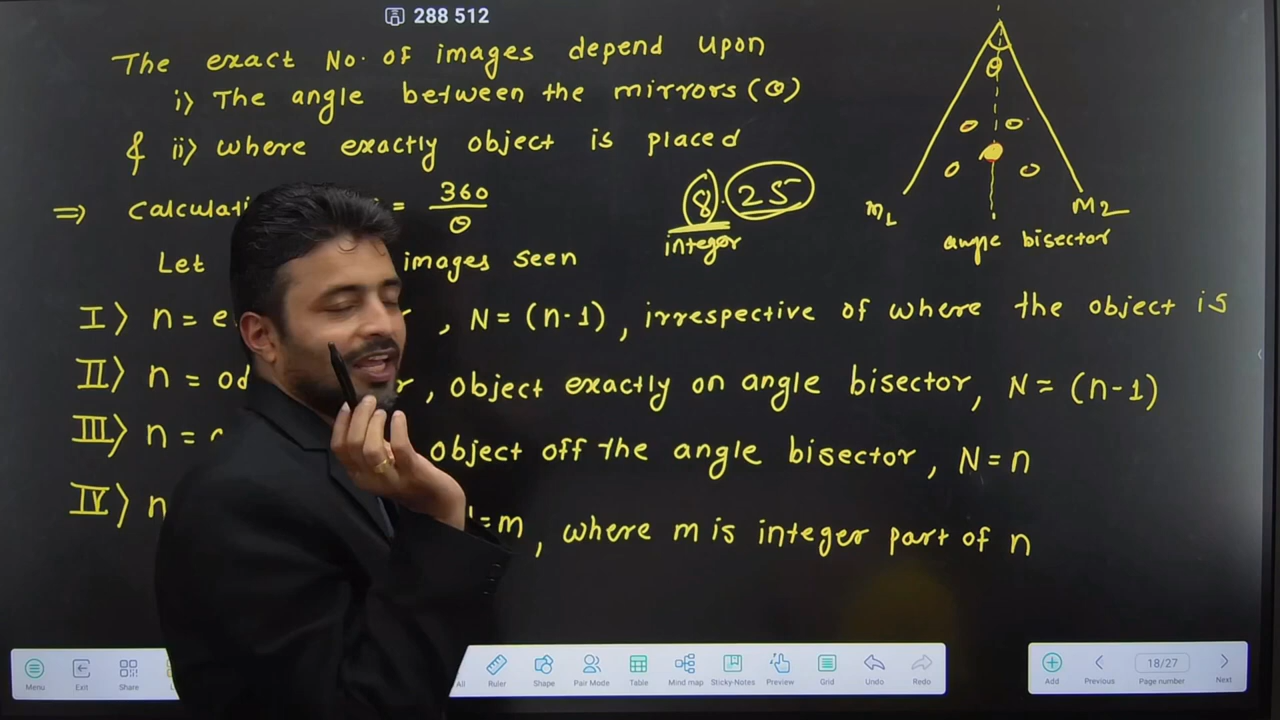 288 512
The exact No. of images depend upon
i> The angle between the mirrors (θ)
& ii> where exactly object is placed
⇒ = 360/θ
8.25
integer
Let images seen
I> n = , N = (n-1), irrespective of where the object is
II> n = , object exactly on angle bisector, N = (n-1)
III> n = object off the angle bisector, N = n
IV> n =m, where m is integer part of n
θ
M1
M2
angle bisector
Menu
Exit
Share
Ruler
Shape
Pair Mode
Table
Mind map
Sticky-Notes
Preview
Grid
Undo
Redo
Add
Previous
18/27
Page number
Next